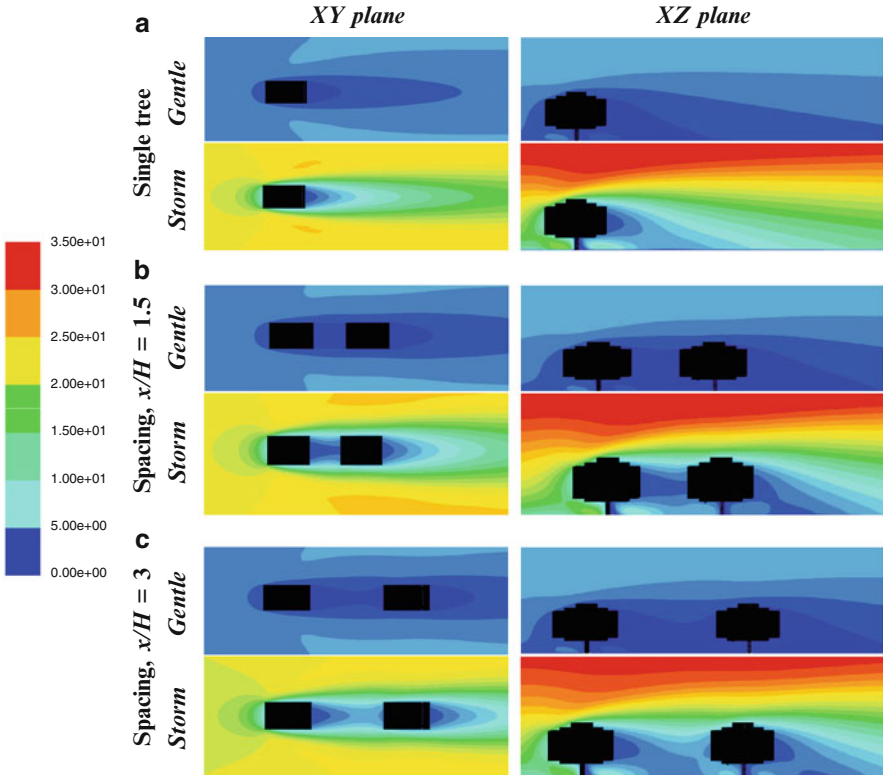 XY plane
XZ plane
a
Single tree
Gentle
Storm
3.50e+01
3.00e+01
2.50e+01
2.00e+01
1.50e+01
1.00e+01
5.00e+00
0.00e+00
b
Spacing, x/H = 1.5
Gentle
Storm
c
Spacing, x/H = 3
Gentle
Storm